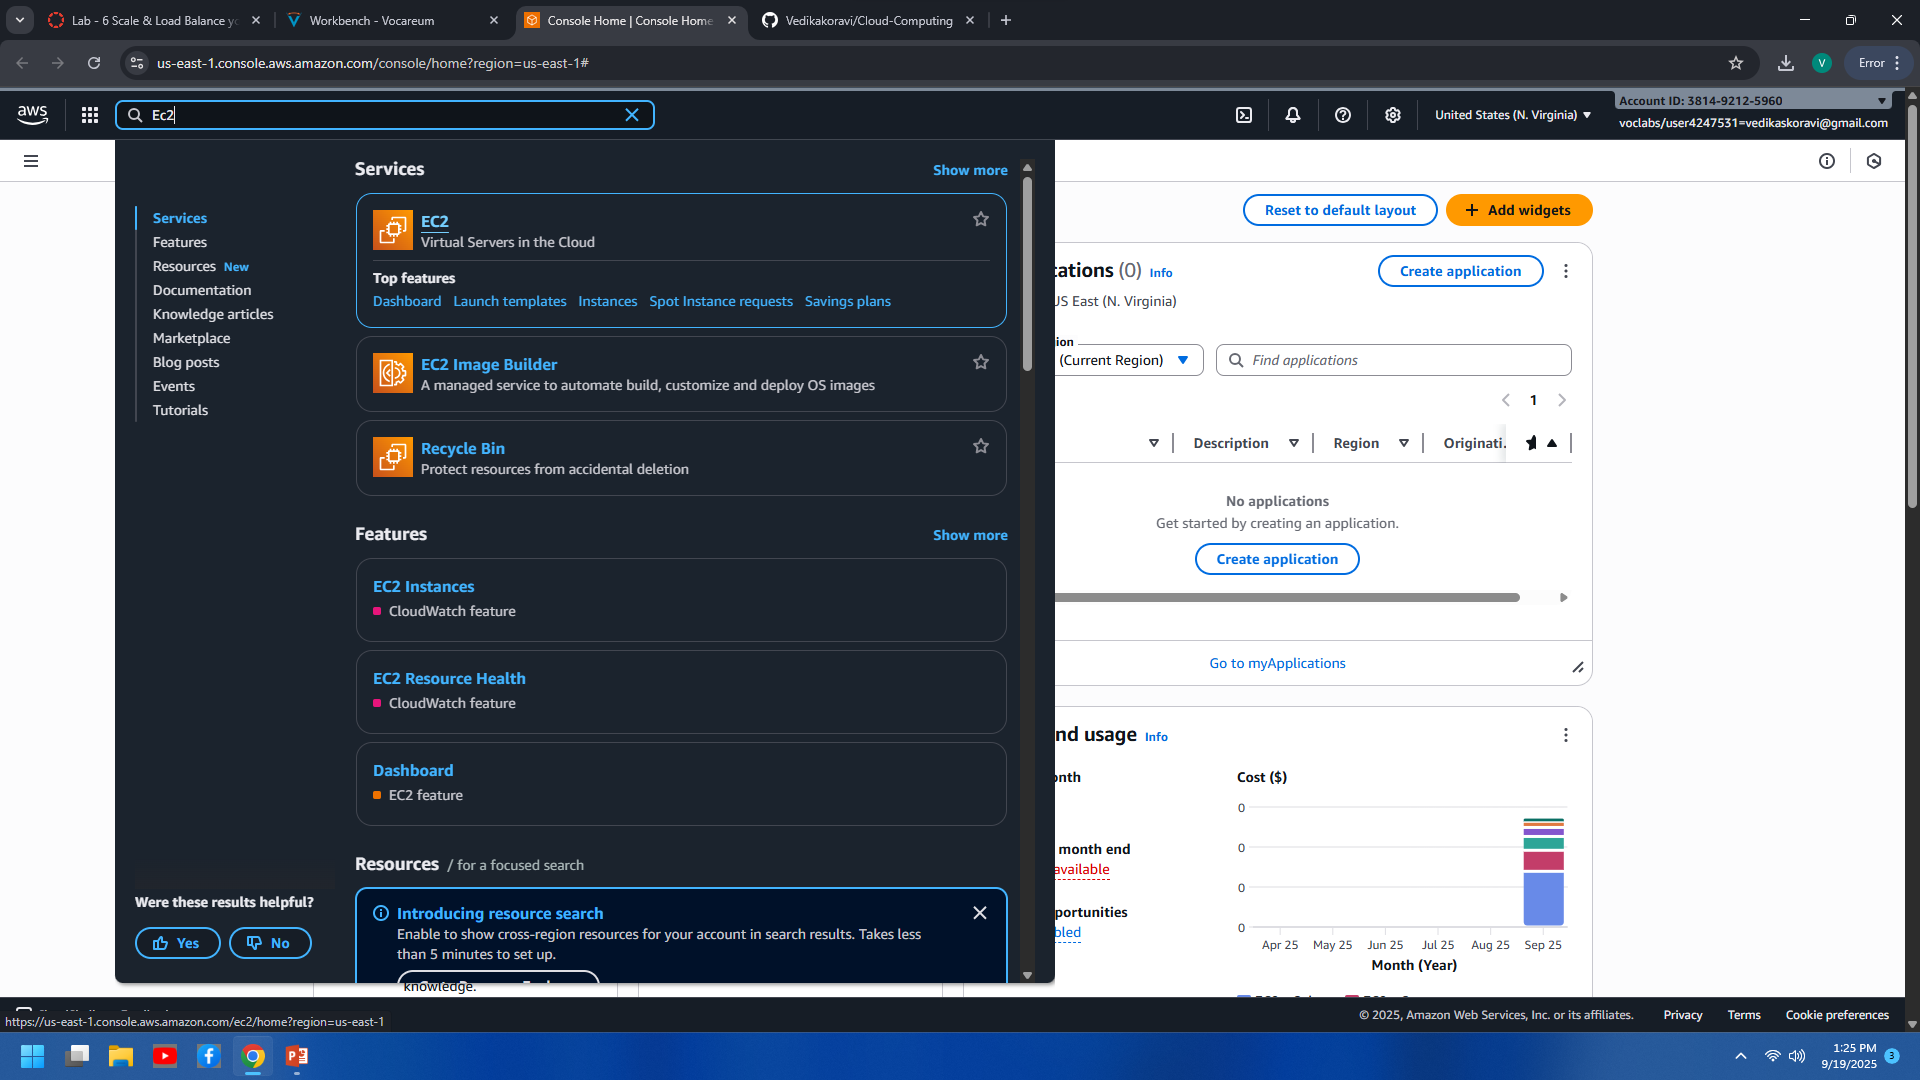 Lab - 6 Scale & Load Balance yo
Workbench - Vocareum
Console Home | Console Home
Vedikakoravi/Cloud-Computing
us-east-1.console.aws.amazon.com/console/home?region=us-east-1#
V
Error
aws
Ec2
United States (N. Virginia)
Account ID: 3814-9212-5960
voclabs/user4247531=vedikaskoravi@gmail.com
Services
Features
Resources New
Documentation
Knowledge articles
Marketplace
Blog posts
Events
Tutorials
Were these results helpful?
Yes
No
Services
Show more
EC2
Virtual Servers in the Cloud
Top features
Dashboard Launch templates Instances Spot Instance requests Savings plans
EC2 Image Builder
A managed service to automate build, customize and deploy OS images
Recycle Bin
Protect resources from accidental deletion
Features
Show more
EC2 Instances
CloudWatch feature
EC2 Resource Health
CloudWatch feature
Dashboard
EC2 feature
Resources / for a focused search
Introducing resource search
Enable to show cross-region resources for your account in search results. Takes less
than 5 minutes to set up.
knowledge.
Reset to default layout
Add widgets
cations (0) Info
US East (N. Virginia)
Create application
ion
(Current Region)
Find applications
1
Description
Region
Originati.
No applications
Get started by creating an application.
Create application
Go to myApplications
nd usage Info
onth
month end
available
portunities
bled
Cost ($)
0
0
0
0
Apr 25 May 25 Jun 25 Jul 25 Aug 25 Sep 25
Month (Year)
https://us-east-1.console.aws.amazon.com/ec2/home?region=us-east-1
© 2025, Amazon Web Services, Inc. or its affiliates.
Privacy
Terms
Cookie preferences
1:25 PM
9/19/2025
3